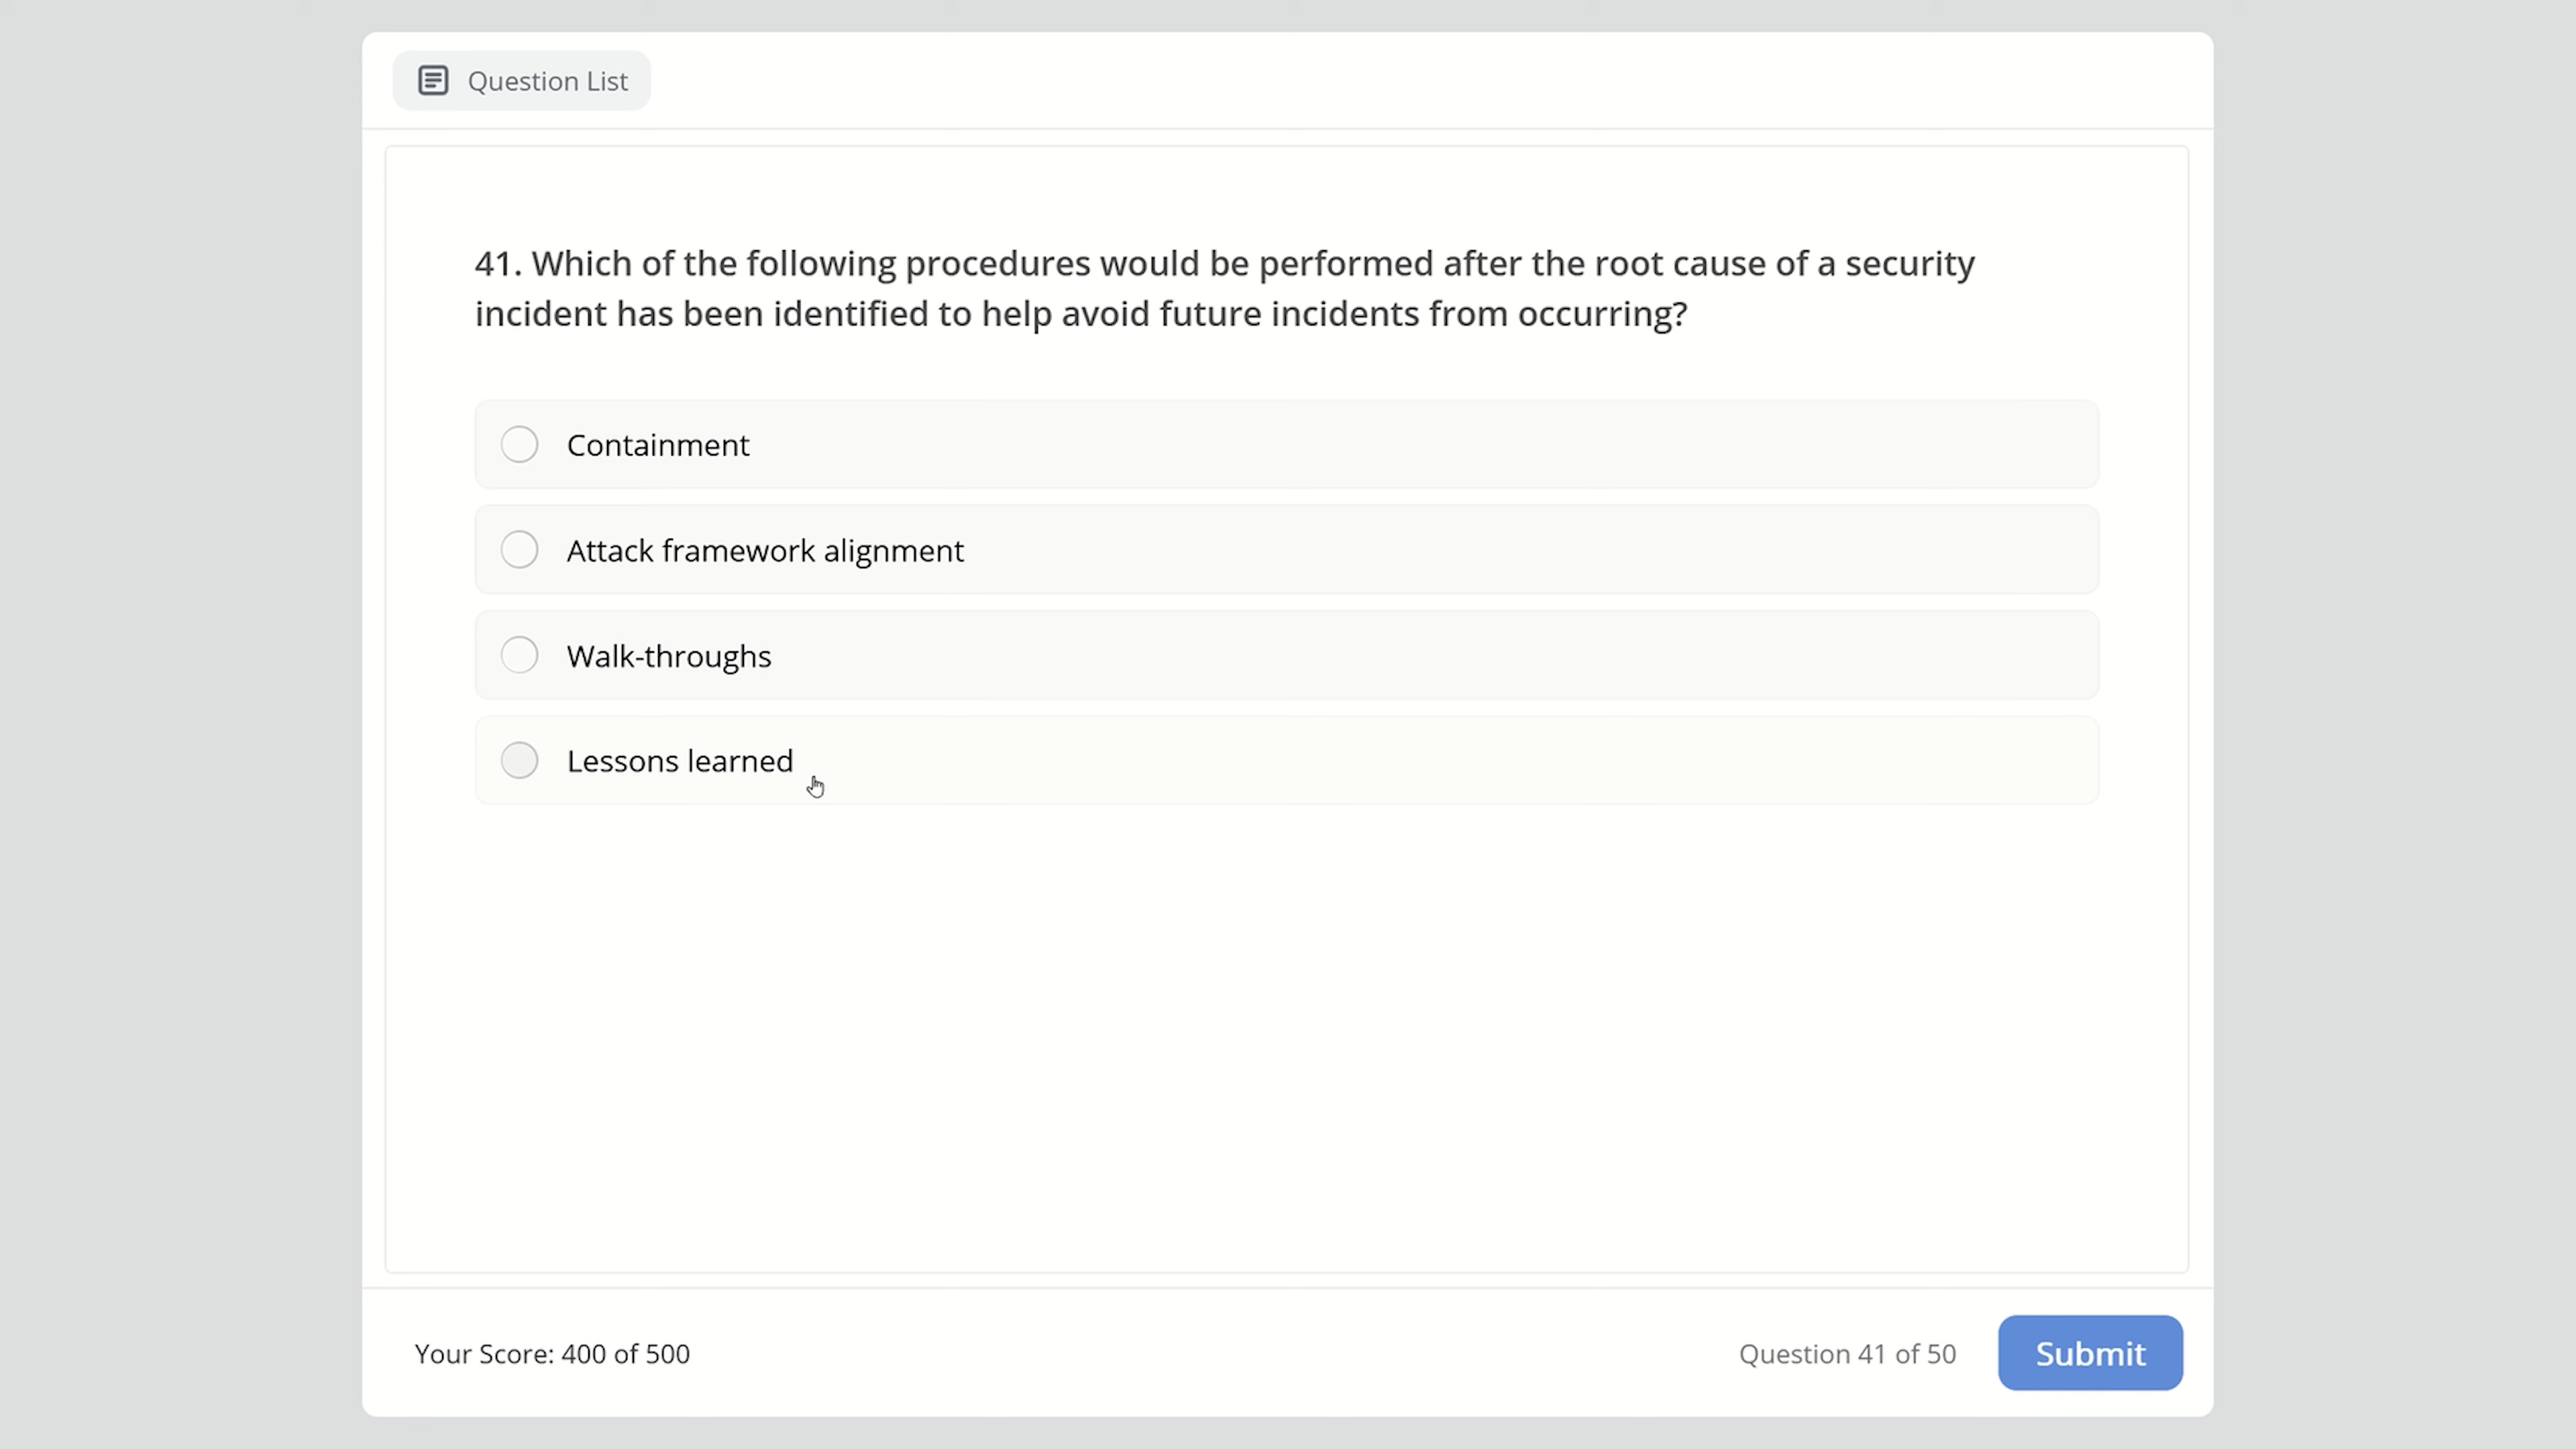 Question List
41. Which of the following procedures would be performed after the root cause of a security
incident has been identified to help avoid future incidents from occurring?
Containment
Attack framework alignment
Walk-throughs
Lessons learned
Your Score: 400 of 500
Question 41 of 50
Submit